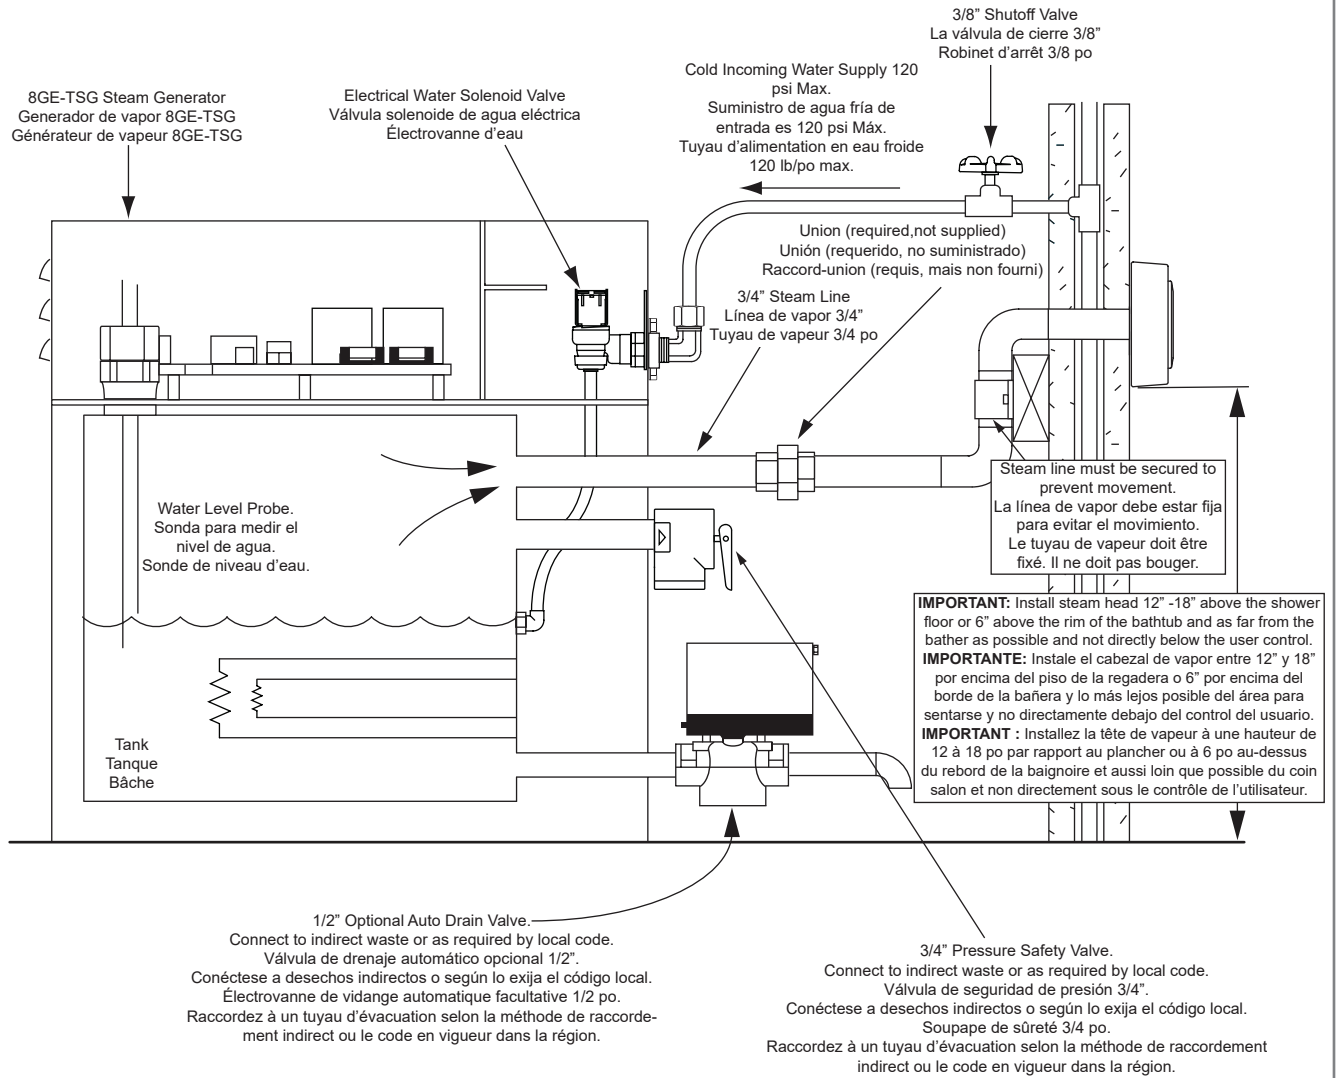 3/8” Shutoff Valve
La válvula de cierre 3/8”
Robinet d’arrêt 3/8 po
Cold Incoming Water Supply 120
psi Max.
Suministro de agua fría de
entrada es 120 psi Máx.
Tuyau d’alimentation en eau froide
120 lb/po max.
8GE-TSG Steam Generator
Generador de vapor 8GE-TSG
Générateur de vapeur 8GE-TSG
Electrical Water Solenoid Valve
Válvula solenoide de agua eléctrica
Électrovanne d’eau
Union (required,not supplied)
Unión (requerido, no suministrado)
Raccord-union (requis, mais non fourni)
3/4” Steam Line
Línea de vapor 3/4”
Tuyau de vapeur 3/4 po
Steam line must be secured to
prevent movement.
La línea de vapor debe estar fija
para evitar el movimiento.
Le tuyau de vapeur doit être
fixé. Il ne doit pas bouger.
Water Level Probe.
Sonda para medir el
nivel de agua.
Sonde de niveau d’eau.
IMPORTANT: Install steam head 12” -18” above the shower
floor or 6” above the rim of the bathtub and as far from the
bather as possible and not directly below the user control.
IMPORTANTE: Instale el cabezal de vapor entre 12” y 18”
por encima del piso de la regadera o 6” por encima del
borde de la bañera y lo más lejos posible del área para
sentarse y no directamente debajo del control del usuario.
IMPORTANT : Installez la tête de vapeur à une hauteur de
12 à 18 po par rapport au plancher ou à 6 po au-dessus
du rebord de la baignoire et aussi loin que possible du coin
salon et non directement sous le contrôle de l’utilisateur.
Tank
Tanque
Bâche
1/2” Optional Auto Drain Valve.
Connect to indirect waste or as required by local code.
Válvula de drenaje automático opcional 1/2”.
Conéctese a desechos indirectos o según lo exija el código local.
Électrovanne de vidange automatique facultative 1/2 po.
Raccordez à un tuyau d’évacuation selon la méthode de raccorde-
ment indirect ou le code en vigueur dans la région.
3/4” Pressure Safety Valve.
Connect to indirect waste or as required by local code.
Válvula de seguridad de presión 3/4”.
Conéctese a desechos indirectos o según lo exija el código local.
Soupape de sûreté 3/4 po.
Raccordez à un tuyau d’évacuation selon la méthode de raccordement
indirect ou le code en vigueur dans la région.